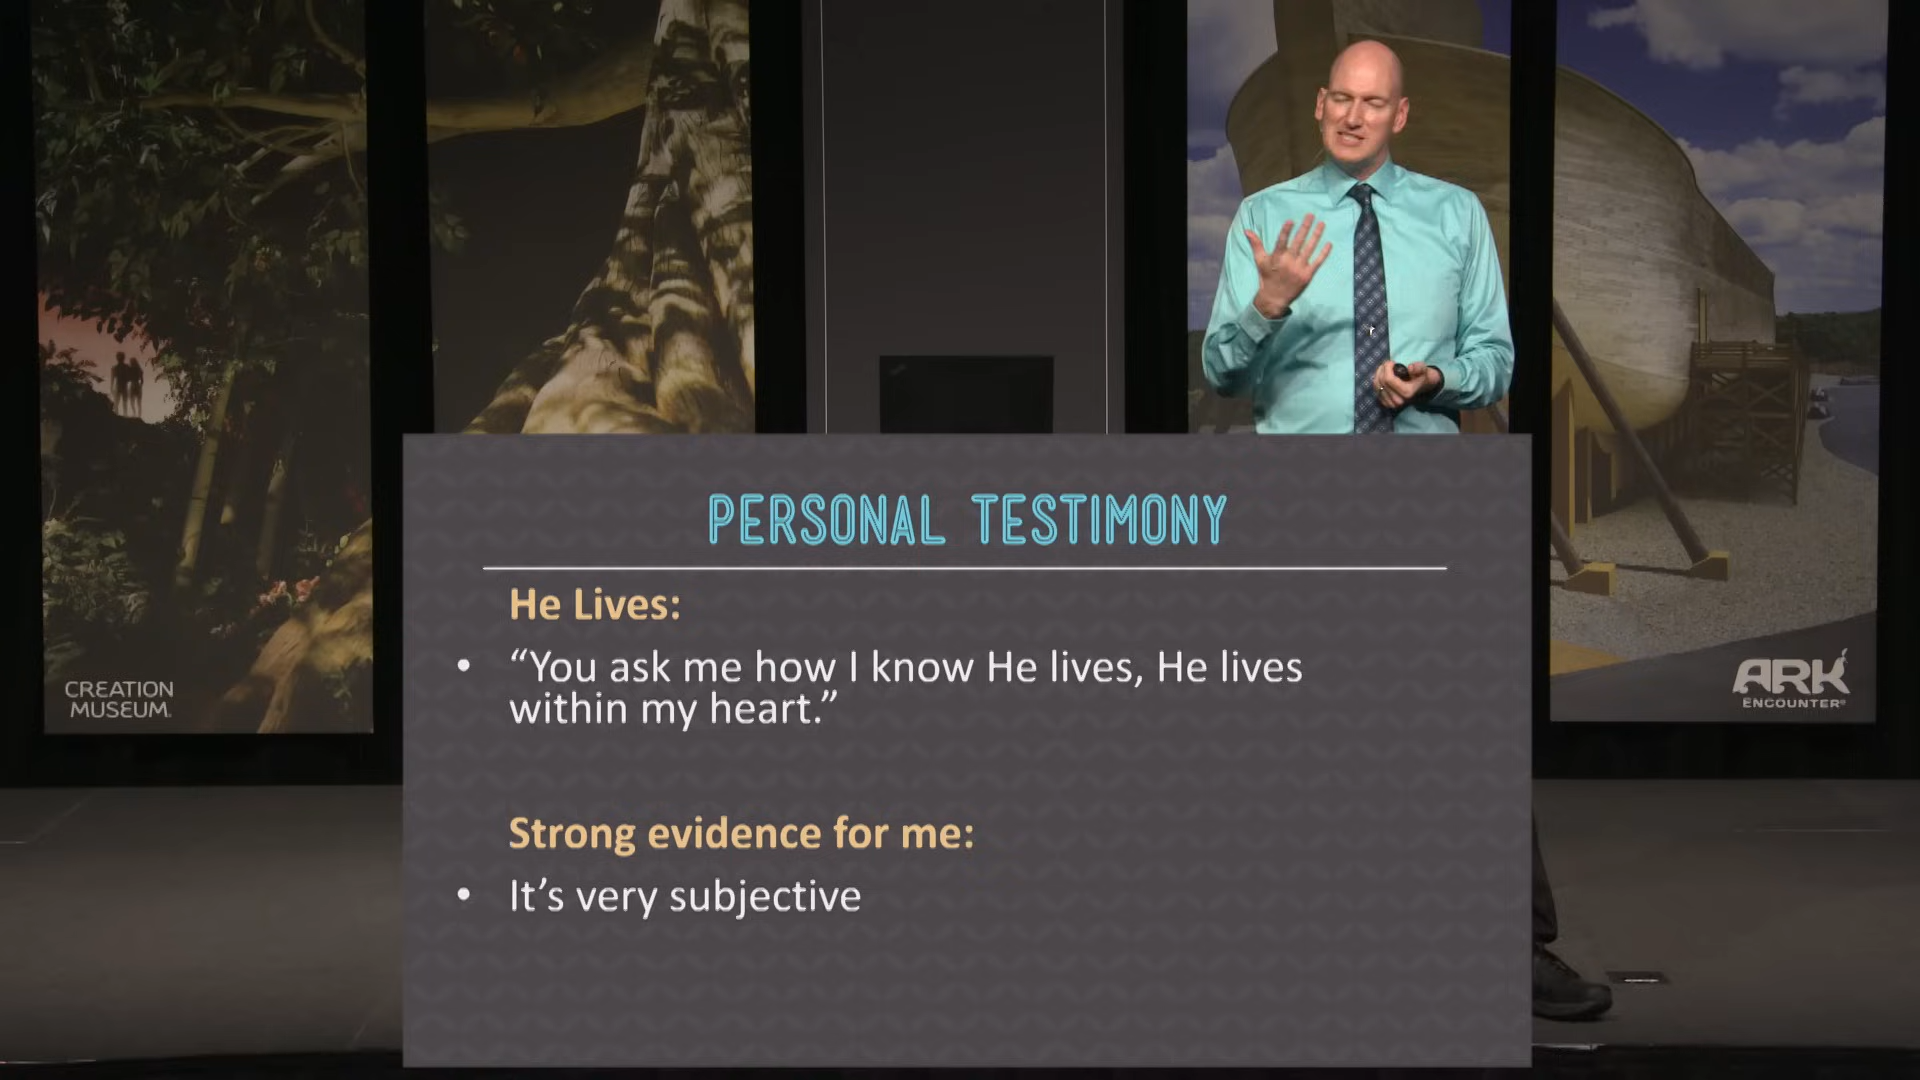 CREATION
MUSEUM
ARK
ENCOUNTER
PERSONAL TESTIMONY
He Lives:
• “You ask me how I know He lives, He lives
within my heart.”
Strong evidence for me:
• It’s very subjective